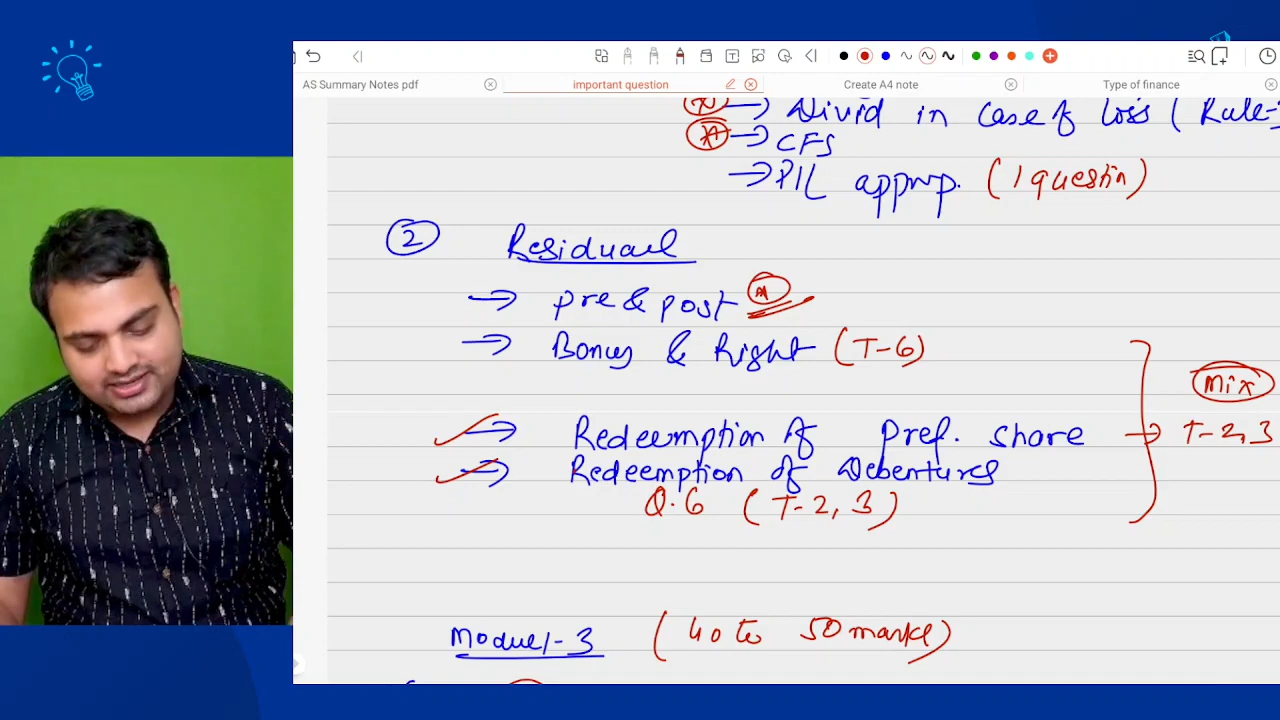 AS Summary Notes pdf
important question
Create A4 note
Type of finance
→ Divid in case of loss ( Rule-
→ CFS
→ P/L approp. ( 1 question )
② Residuael
→ pre & post
→ Bonus & Right ( T-6 )
Mix
→ Redeemption of Pref. share → T-2,3
→ Redeemption of Debentures
Q.6 ( T-2, 3 )
Model-3 ( 40 to 50 marks )